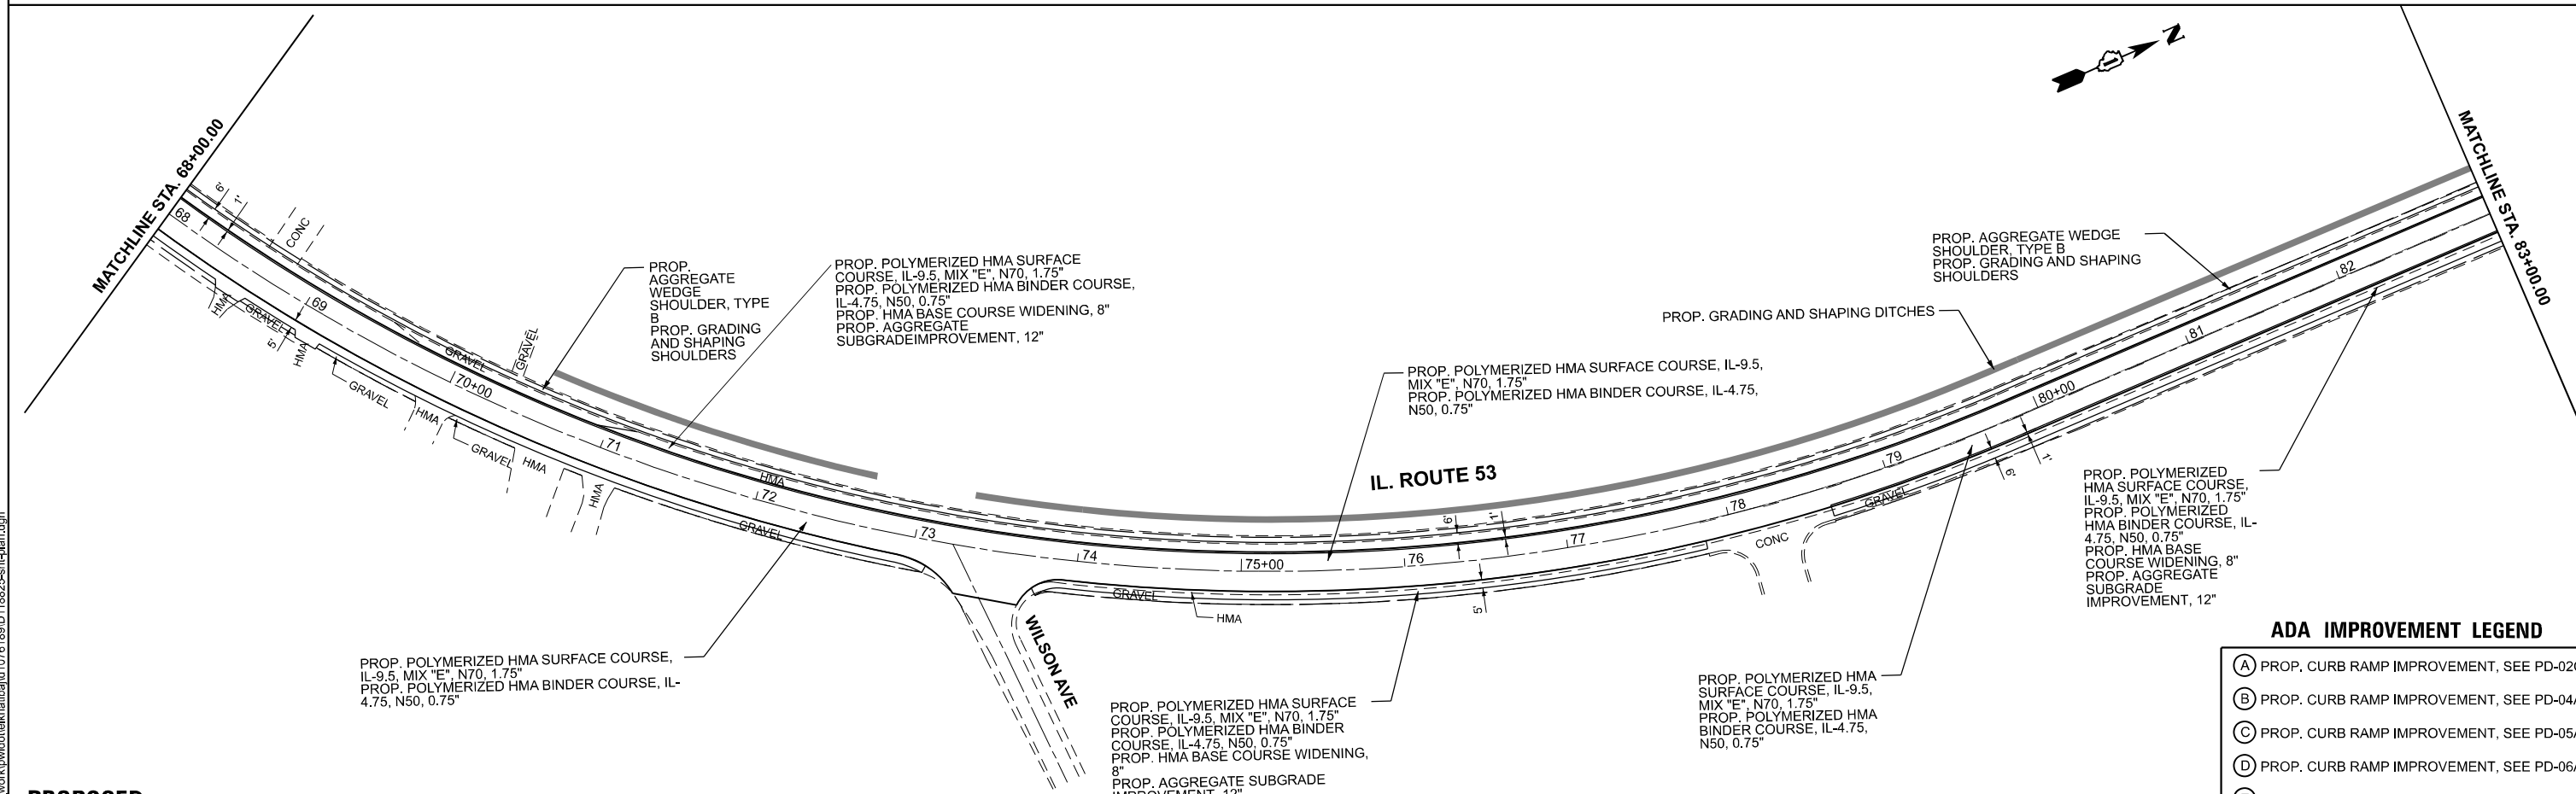 N
MATCHLINE STA. 68+00.00
MATCHLINE STA. 83+00.00
68
6'
1'
CONC
HMA
GRAVEL
69
5'
HMA
GRAVEL
GRAVEL
70+00
GRAVEL
HMA
GRAVEL
HMA
HMA
PROP.
AGGREGATE
WEDGE
SHOULDER, TYPE
B
PROP. GRADING
AND SHAPING
SHOULDERS
PROP. POLYMERIZED HMA SURFACE
COURSE, IL-9.5, MIX "E", N70, 1.75"
PROP. POLYMERIZED HMA BINDER COURSE,
IL-4.75, N50, 0.75"
PROP. HMA BASE COURSE WIDENING, 8"
PROP. AGGREGATE
SUBGRADEIMPROVEMENT, 12"
71
HMA
72
GRAVEL
73
74
75+00
76
77
78
79
80+00
81
82
PROP. AGGREGATE WEDGE
SHOULDER, TYPE B
PROP. GRADING AND SHAPING
SHOULDERS
PROP. GRADING AND SHAPING DITCHES
PROP. POLYMERIZED HMA SURFACE COURSE, IL-9.5,
MIX "E", N70, 1.75"
PROP. POLYMERIZED HMA BINDER COURSE, IL-4.75,
N50, 0.75"
IL. ROUTE 53
6'
1'
5'
GRAVEL
HMA
CONC
GRAVEL
6'
1'
WILSON AVE
PROP. POLYMERIZED
HMA SURFACE COURSE,
IL-9.5, MIX "E", N70, 1.75"
PROP. POLYMERIZED
HMA BINDER COURSE, IL-
4.75, N50, 0.75"
PROP. HMA BASE
COURSE WIDENING, 8"
PROP. AGGREGATE
SUBGRADE
IMPROVEMENT, 12"
PROP. POLYMERIZED HMA SURFACE COURSE,
IL-9.5, MIX "E", N70, 1.75"
PROP. POLYMERIZED HMA BINDER COURSE, IL-
4.75, N50, 0.75"
PROP. POLYMERIZED HMA SURFACE
COURSE, IL-9.5, MIX "E", N70, 1.75"
PROP. POLYMERIZED HMA BINDER
COURSE, IL-4.75, N50, 0.75"
PROP. HMA BASE COURSE WIDENING,
8"
PROP. AGGREGATE SUBGRADE
IMPROVEMENT, 12"
PROP. POLYMERIZED HMA
SURFACE COURSE, IL-9.5,
MIX "E", N70, 1.75"
PROP. POLYMERIZED HMA
BINDER COURSE, IL-4.75,
N50, 0.75"
ADA IMPROVEMENT LEGEND
A PROP. CURB RAMP IMPROVEMENT, SEE
B PROP. CURB RAMP IMPROVEMENT, SEE PD-04A
C PROP. CURB RAMP IMPROVEMENT, SEE PD-05A
D PROP. CURB RAMP IMPROVEMENT, SEE PD-06A
PROPOSED